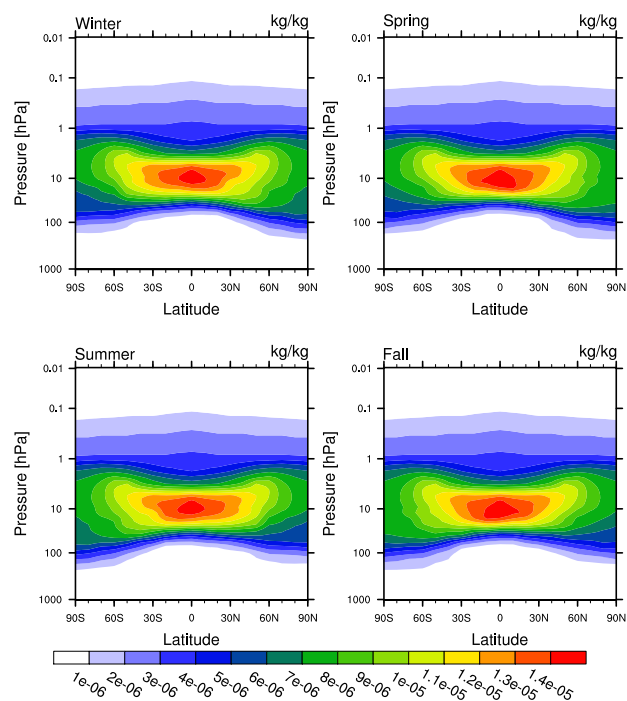 Winter kg/kg Spring kg/kg
0.01 0.01
0.1 0.1
1 1
10 10
100 100
1000 1000
Pressure [hPa] Pressure [hPa]
90S 60S 30S 0 30N 60N 90N 90S 60S 30S 0 30N 60N 90N
Latitude Latitude
Summer kg/kg Fall kg/kg
0.01 0.01
0.1 0.1
1 1
10 10
100 100
1000 1000
Pressure [hPa] Pressure [hPa]
90S 60S 30S 0 30N 60N 90N 90S 60S 30S 0 30N 60N 90N
Latitude Latitude
1e-06 2e-06 3e-06 4e-06 5e-06 6e-06 7e-06 8e-06 9e-06 1e-05 1.1e-05 1.2e-05 1.3e-05 1.4e-05